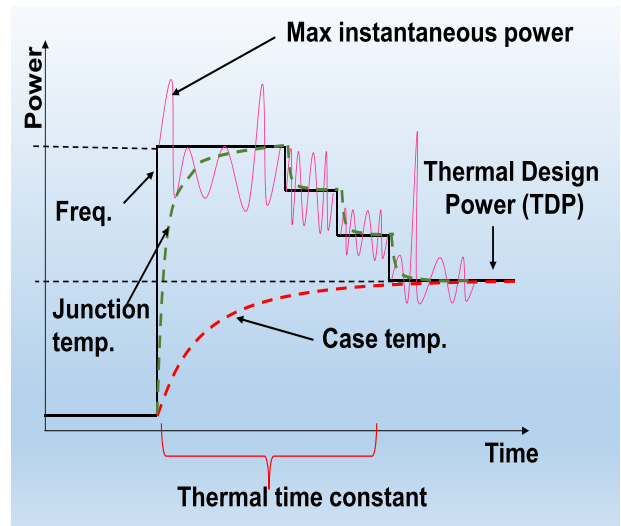 Max instantaneous power
Power
Thermal Design
Power (TDP)
Freq.
Junction
temp.
Case temp.
Time
Thermal time constant